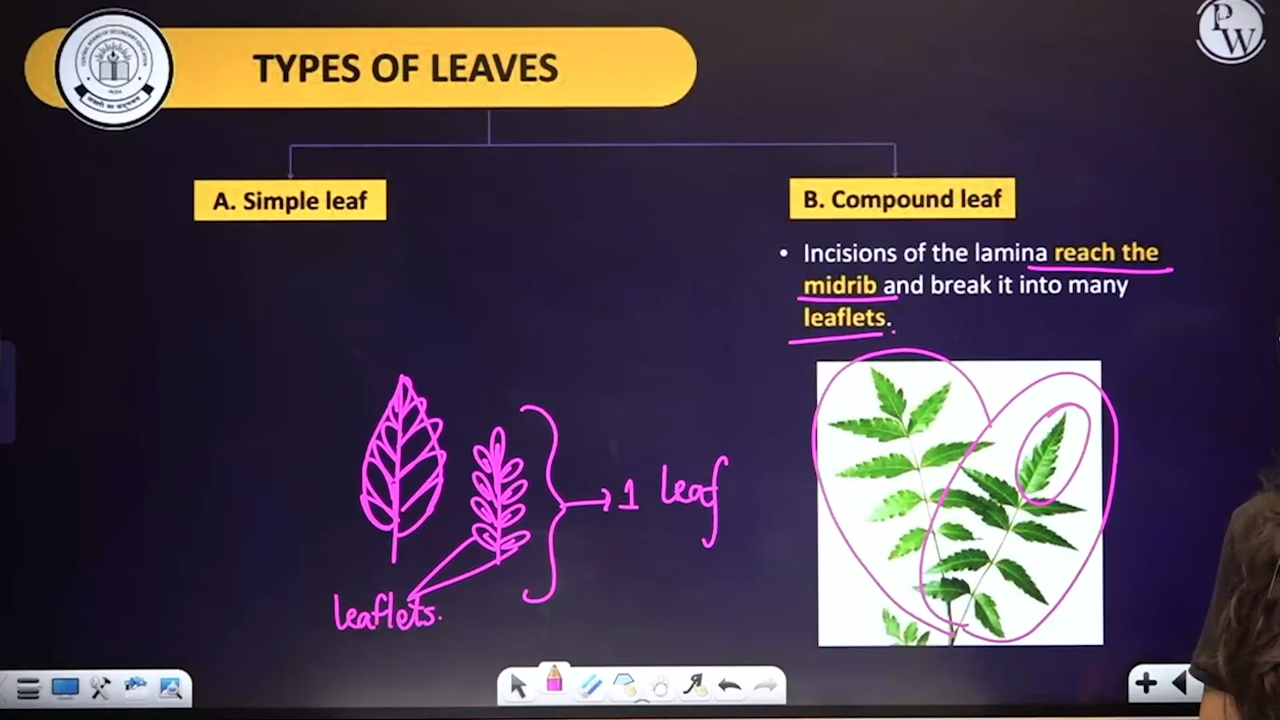 TYPES OF LEAVES
PW
A. Simple leaf
B. Compound leaf
• Incisions of the lamina reach the
midrib and break it into many
leaflets.
1 leaf
leaflets.